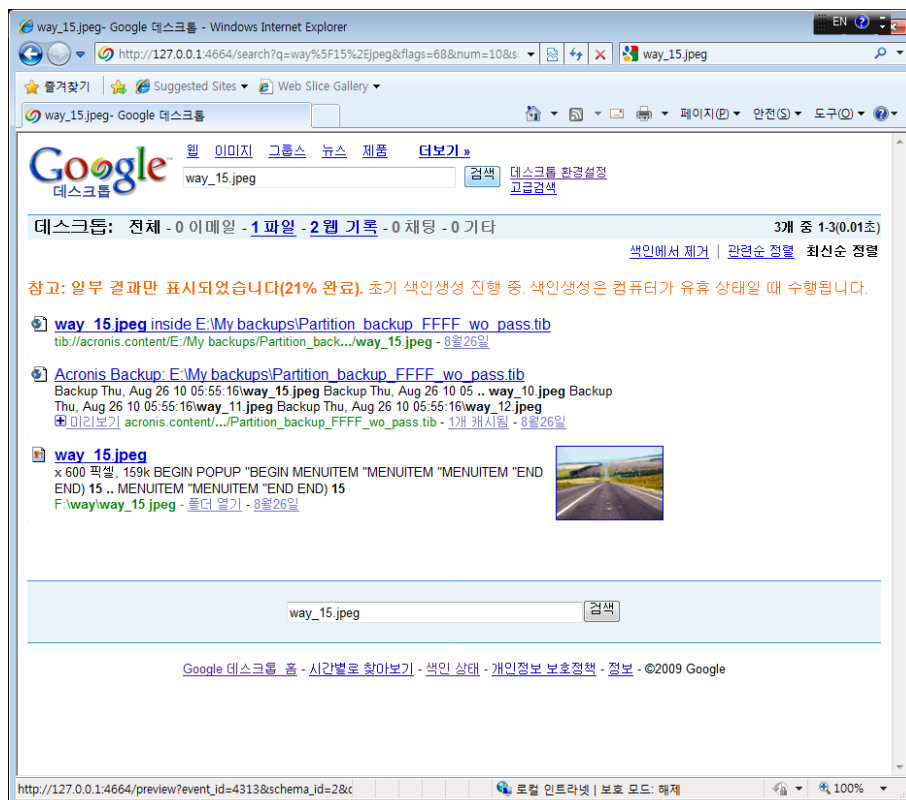 way_15.jpeg- Google 데스크톱 - Windows Internet Explorer
EN
http://127.0.0.1:4664/search?q=way%5F15%2Ejpeg&flags=68&num=10&s:
way_15.jpeg
즐겨찾기 Suggested Sites Web Slice Gallery
way_15.jpeg- Google 데스크톱
페이지(P) 안전(S) 도구(O)
웹 이미지 그룹스 뉴스 제품 더보기 »
Google™ 데스크톱
way_15.jpeg 검색 데스크톱 환경설정
고급검색
데스크톱: 전체 - 0 이메일 - 1 파일 - 2 웹 기록 - 0 채팅 - 0 기타 3개 중 1-3(0.01초)
색인에서 제거 | 관련순 정렬 최신순 정렬
참고: 일부 결과만 표시되었습니다(21% 완료). 초기 색인생성 진행 중. 색인생성은 컴퓨터가 유휴 상태일 때 수행됩니다.
way_15.jpeg inside E:\My backups\Partition_backup_FFFF_wo_pass.tib
tib://acronis.content/E:/My backups/Partition_back.../way_15.jpeg - 8월26일
Acronis Backup: E:\My backups\Partition_backup_FFFF_wo_pass.tib
Backup Thu, Aug 26 10 05:55:16\way_15.jpeg Backup Thu, Aug 26 10 05 .. way_10.jpeg Backup
Thu, Aug 26 10 05:55:16\way_11.jpeg Backup Thu, Aug 26 10 05:55:16\way_12.jpeg
미리보기 acronis.content/.../Partition_backup_FFFF_wo_pass.tib - 1개 캐시됨 - 8월26일
way_15.jpeg
x 600 픽셀, 159k BEGIN POPUP "BEGIN MENUITEM "MENUITEM "MENUITEM "END
END) 15 .. MENUITEM "MENUITEM "END END) 15
F:\way\way_15.jpeg - 폴더 열기 - 8월26일
way_15.jpeg 검색
Google 데스크톱 홈 - 시간별로 찾아보기 - 색인 상태 - 개인정보 보호정책 - 정보 - ©2009 Google
http://127.0.0.1:4664/preview?event_id=4313&schema_id=2&c 로컬 인트라넷 | 보호 모드: 해제 100%